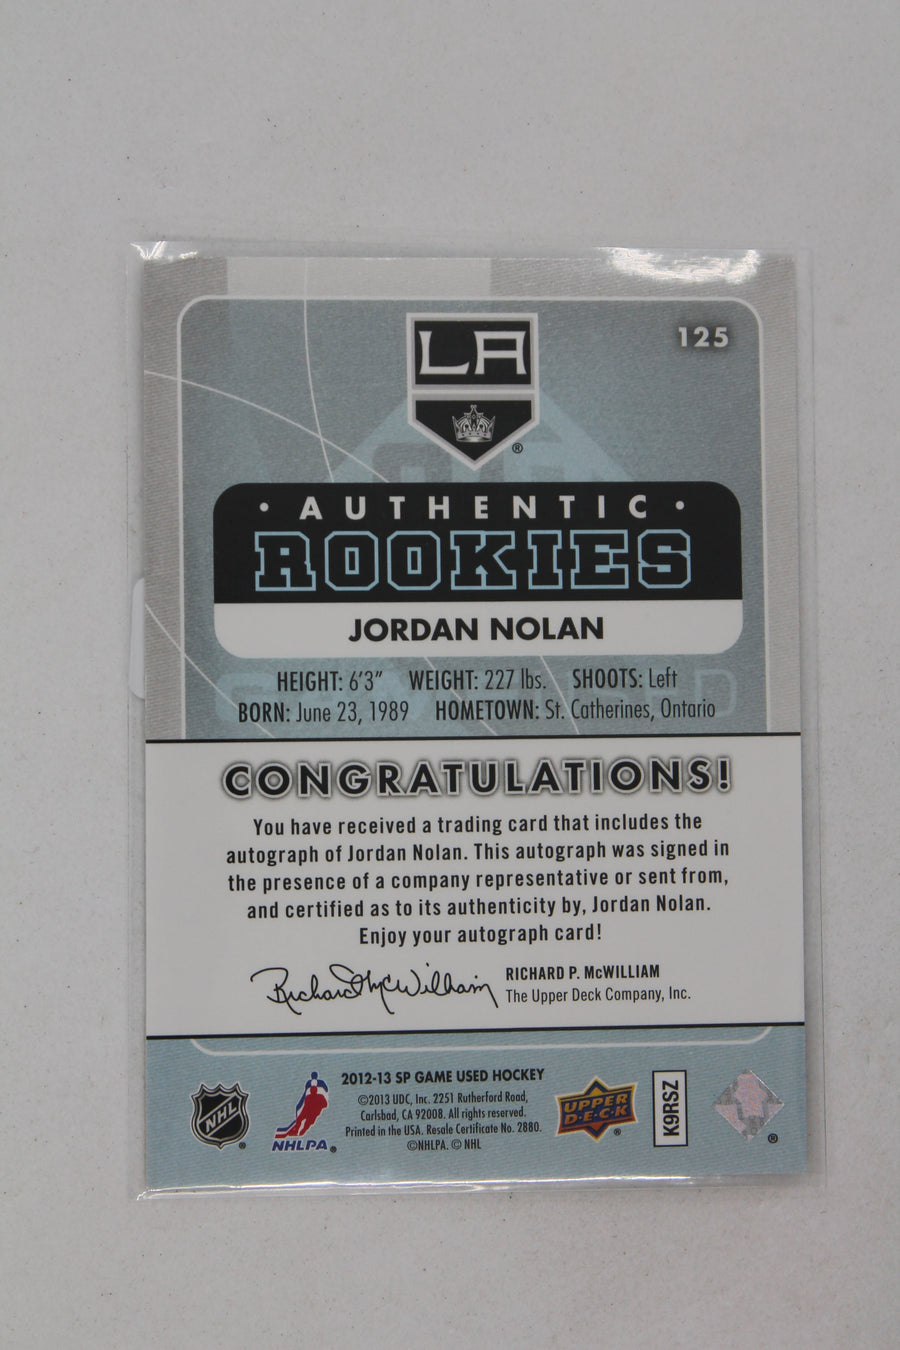 LA
125
®
· AUTHENTIC ·
ROOKIES
JORDAN NOLAN
HEIGHT: 6'3" WEIGHT: 227 lbs. SHOOTS: Left
BORN: June 23, 1989 HOMETOWN: St. Catherines, Ontario
CONGRATULATIONS!
You have received a trading card that includes the
autograph of Jordan Nolan. This autograph was signed in
the presence of a company representative or sent from,
and certified as to its authenticity by, Jordan Nolan.
Enjoy your autograph card!
Richard McWilliam
RICHARD P. McWILLIAM
The Upper Deck Company, Inc.
NHL ®
NHLPA ®
2012-13 SP GAME USED HOCKEY
©2013 UDC, Inc. 2251 Rutherford Road,
Carlsbad, CA 92008. All rights reserved.
Printed in the USA. Resale Certificate No. 2880.
©NHLPA. © NHL
UPPER
D·E·C·K ®
K9RSZ
®